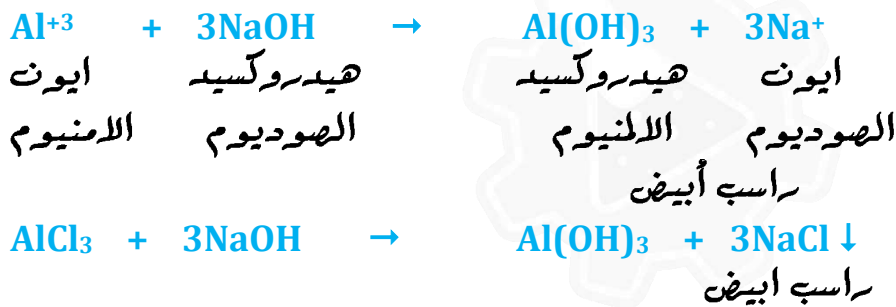 Al⁺³ + 3NaOH → Al(OH)₃ + 3Na⁺
ايون هيدروكسيد هيدروكسيد ايون
الامنيوم الصوديوم الالمنيوم الصوديوم
راسب أبيض
AlCl₃ + 3NaOH → Al(OH)₃ + 3NaCl ↓
راسب ابيض